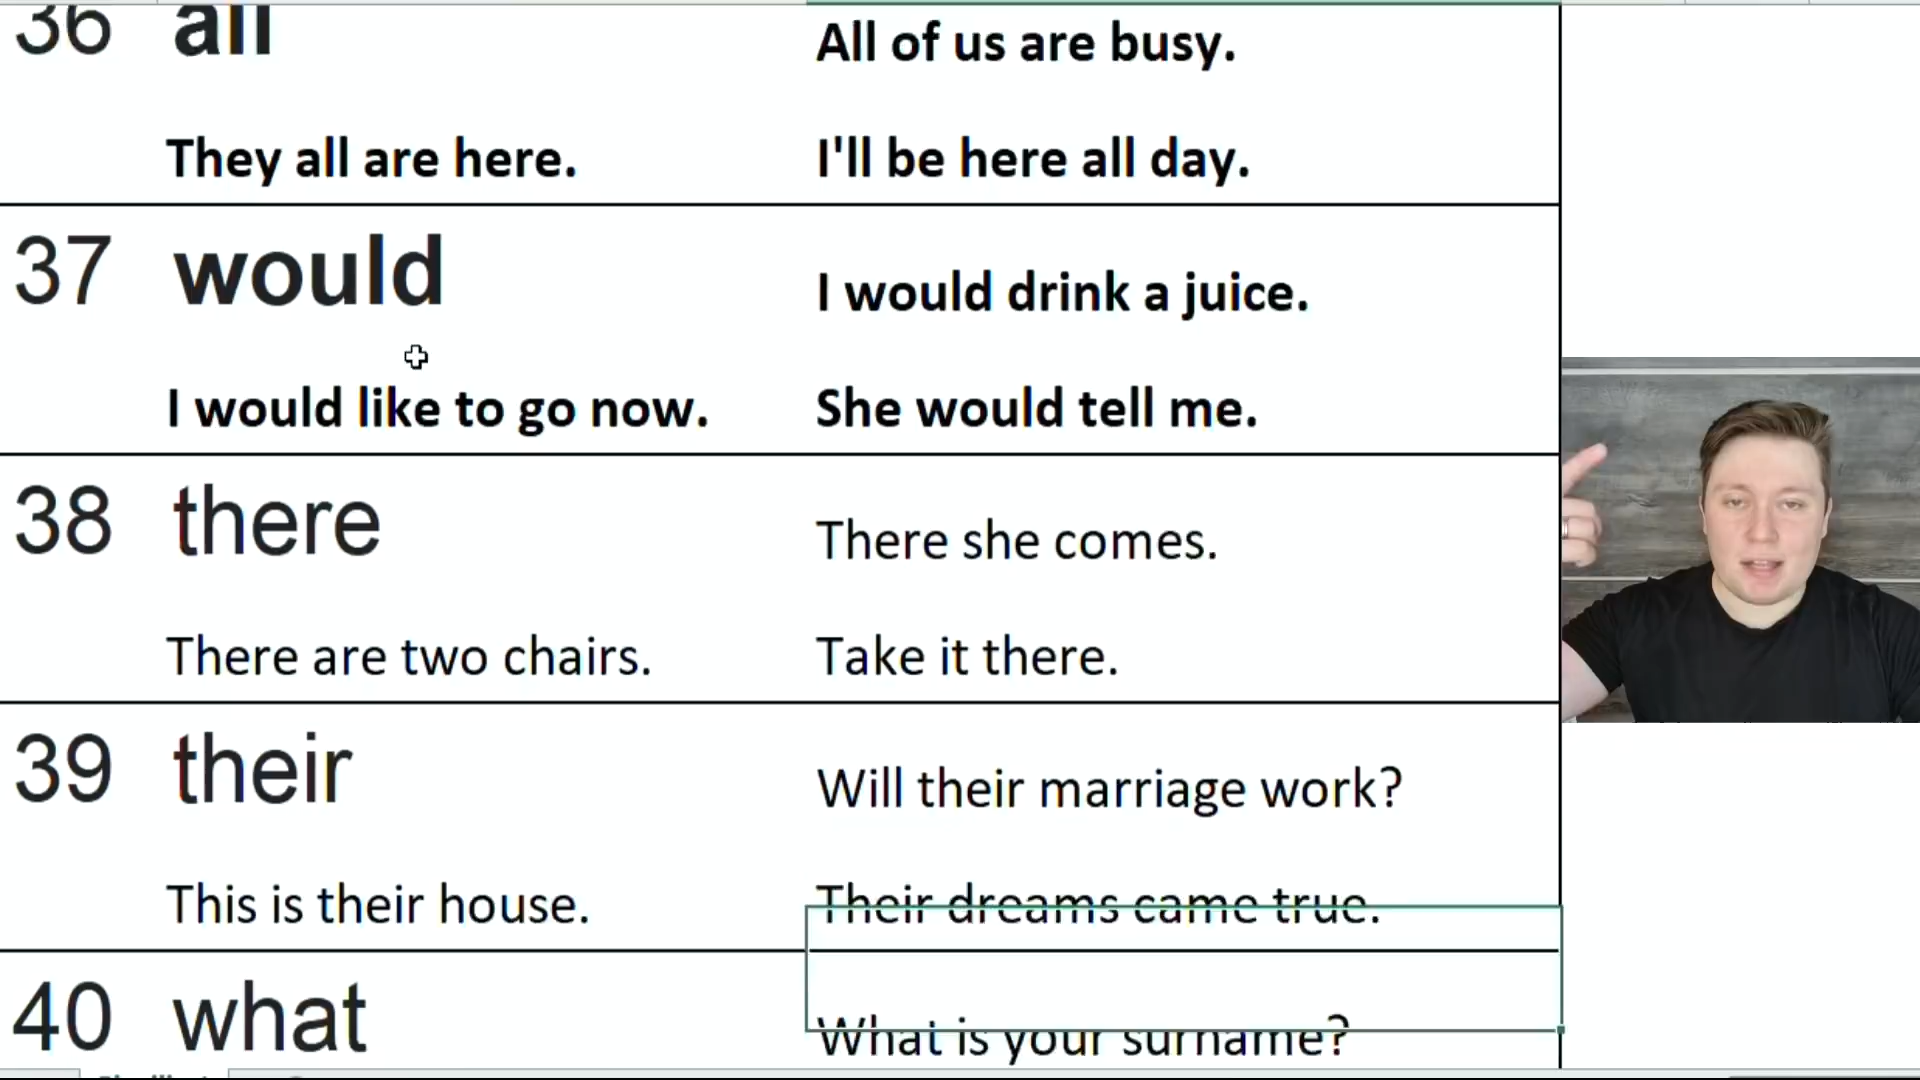 36 all
All of us are busy.
They all are here. I'll be here all day.
37 would
I would drink a juice.
I would like to go now. She would tell me.
38 there
There she comes.
There are two chairs. Take it there.
39 their
Will their marriage work?
This is their house. Their dreams came true.
40 what
What is your surname?